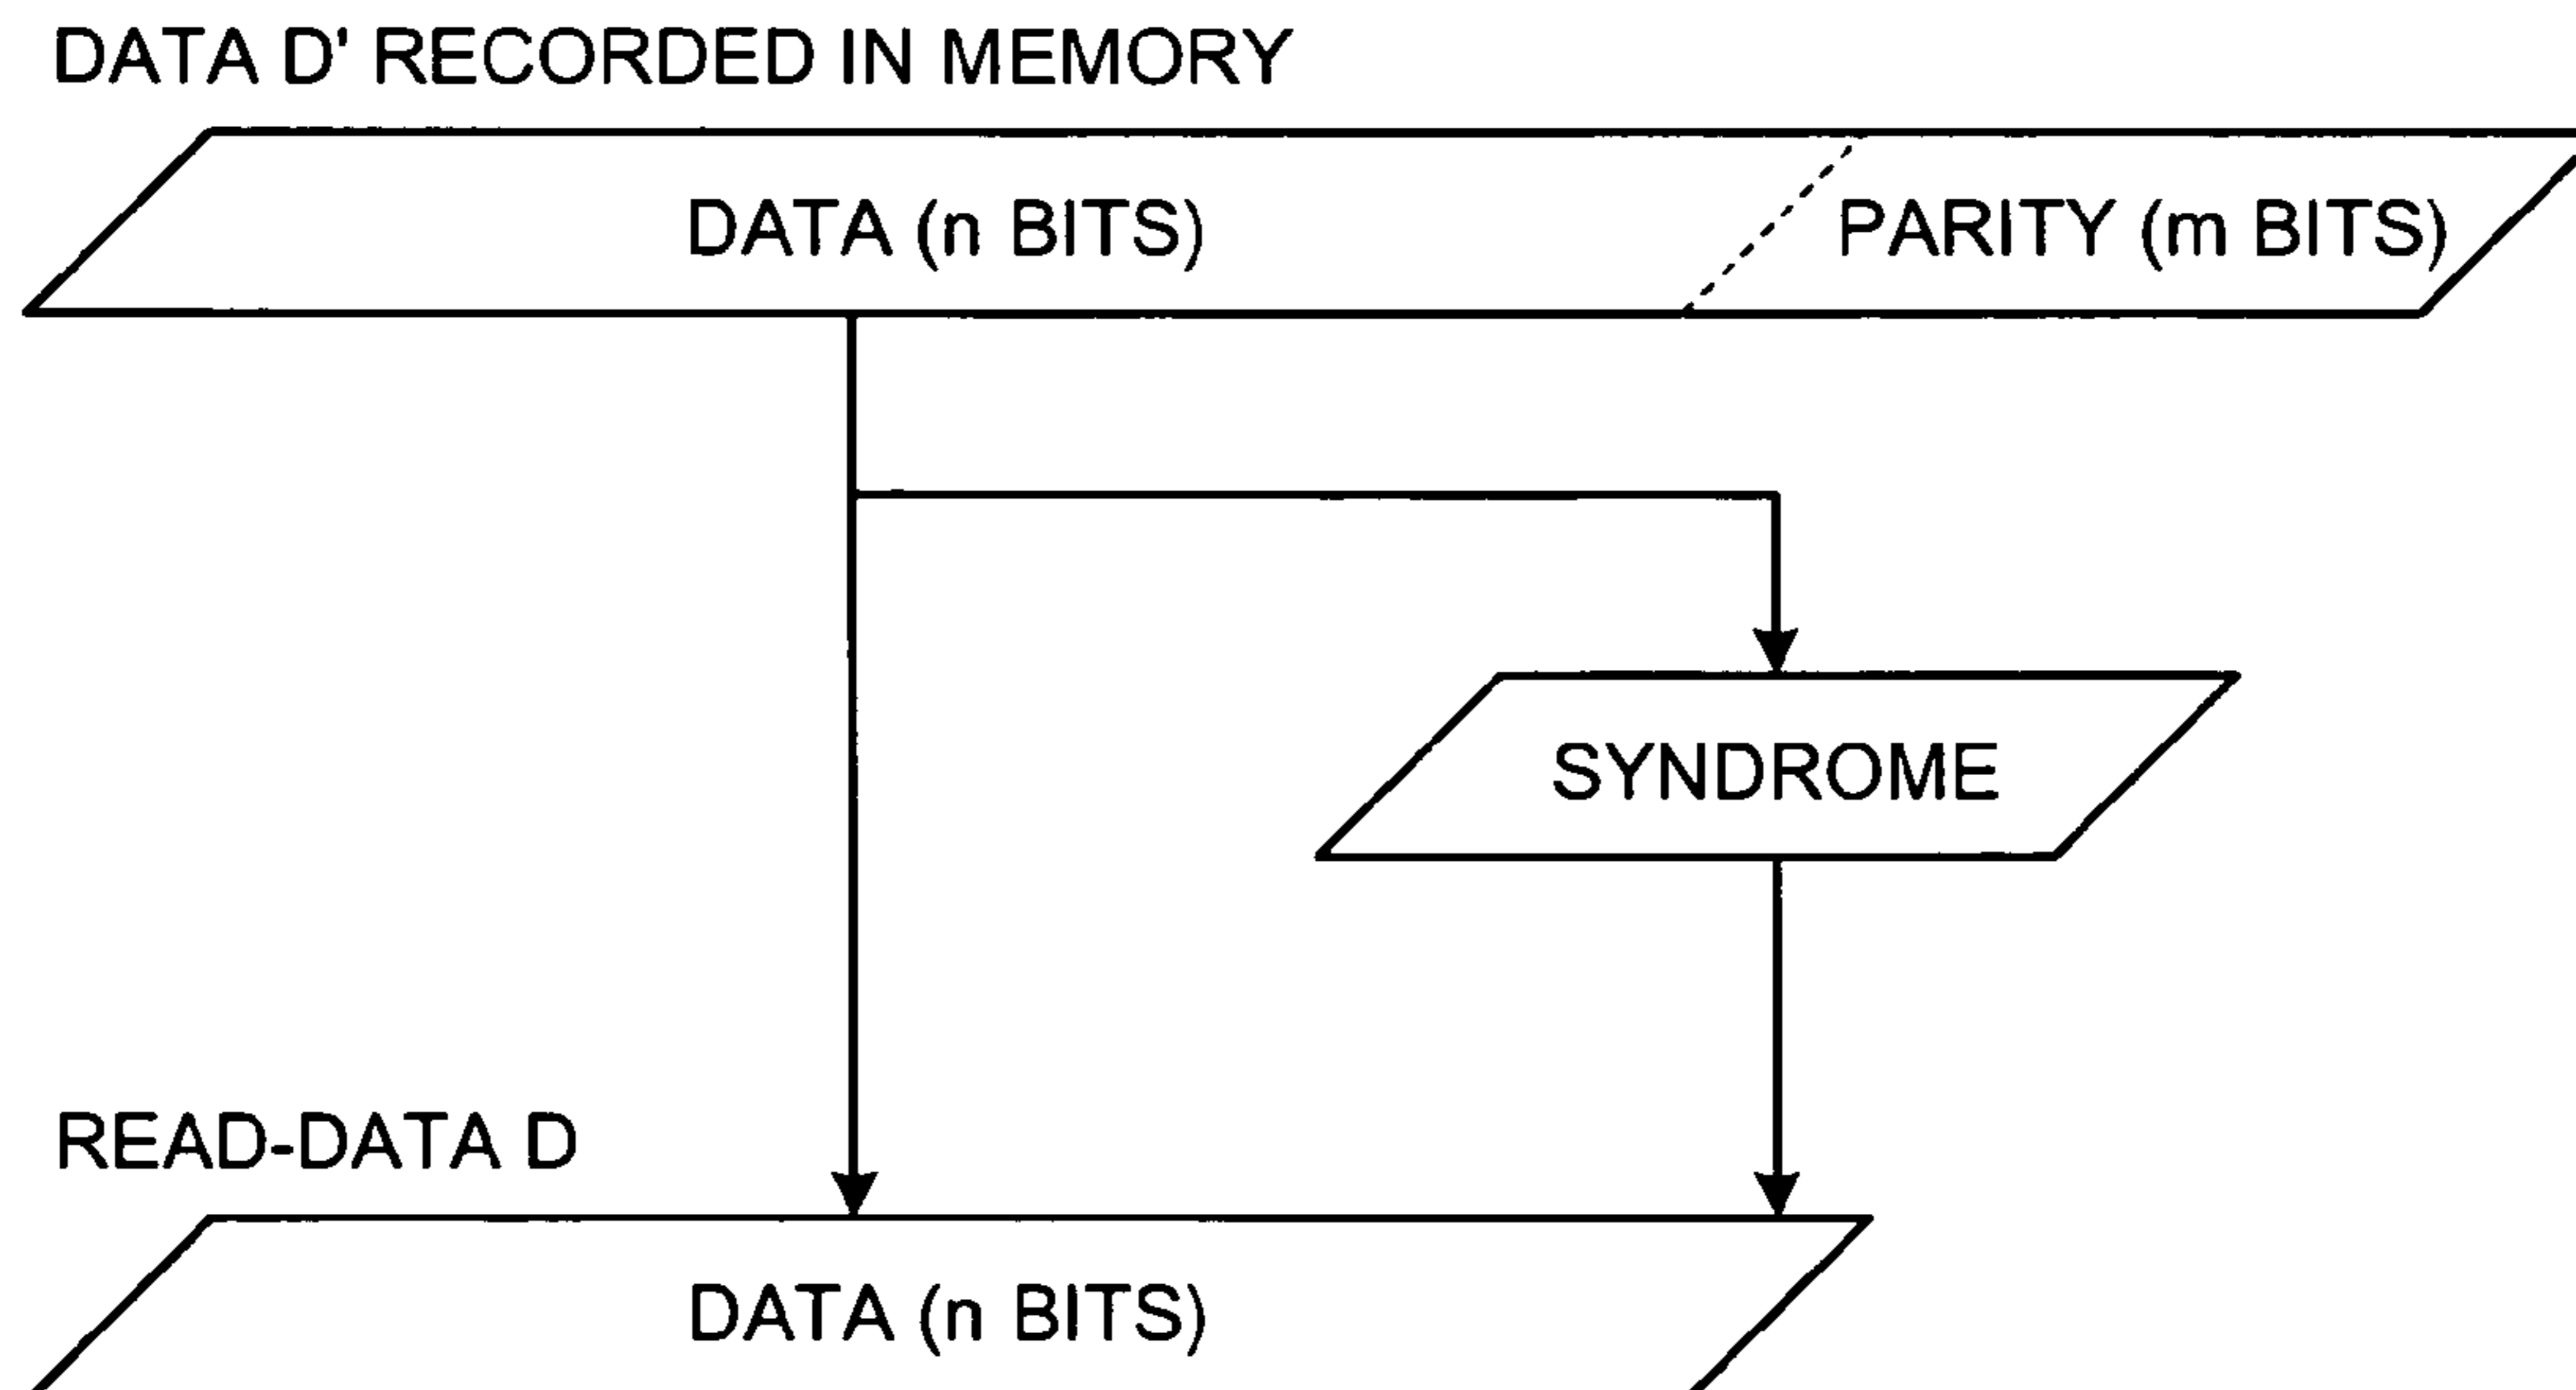 DATA D' RECORDED IN MEMORY
DATA (n BITS)
PARITY (m BITS)
SYNDROME
READ-DATA D
DATA (n BITS)